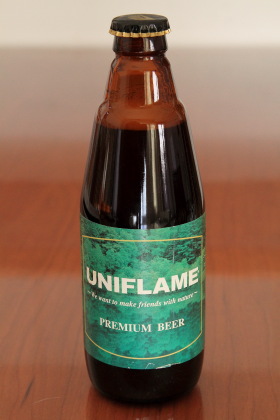 UNIFLAME
~We want to make friends with nature~
PREMIUM BEER